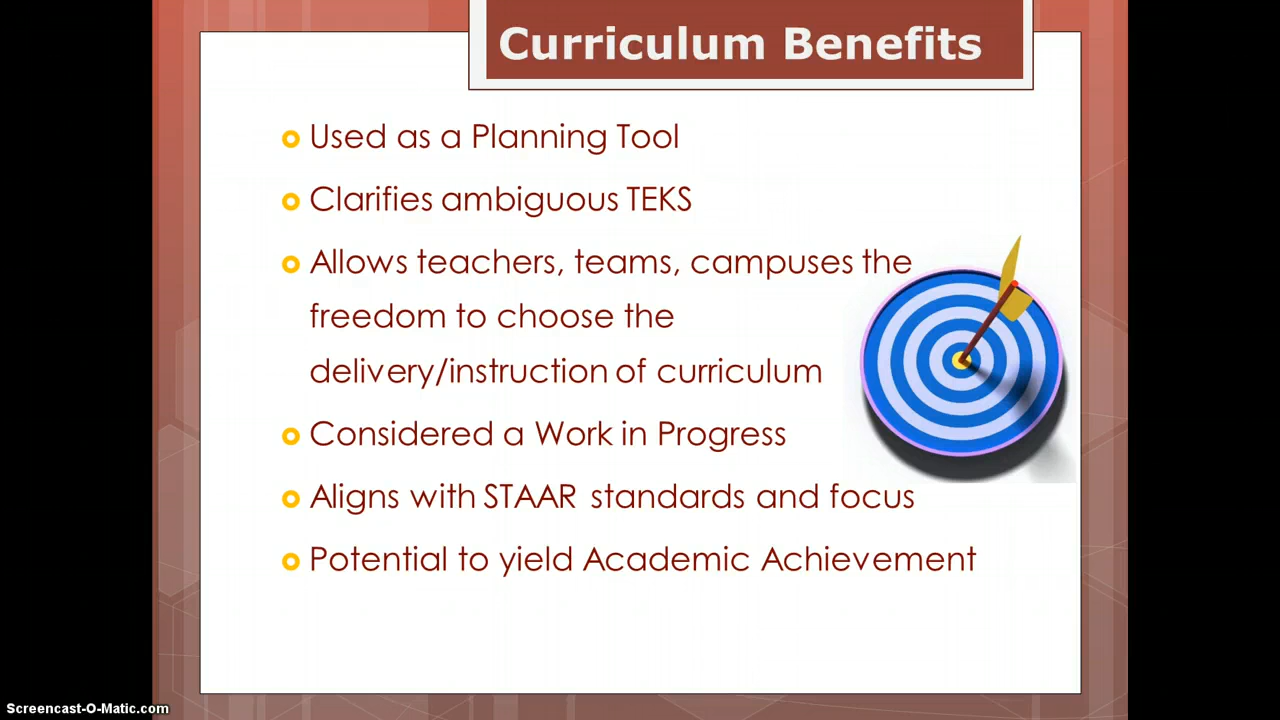 Curriculum Benefits
Used as a Planning Tool
Clarifies ambiguous TEKS
Allows teachers, teams, campuses the
freedom to choose the
delivery/instruction of curriculum
Considered a Work in Progress
Aligns with STAAR standards and focus
Potential to yield Academic Achievement
Screencast-O-Matic.com